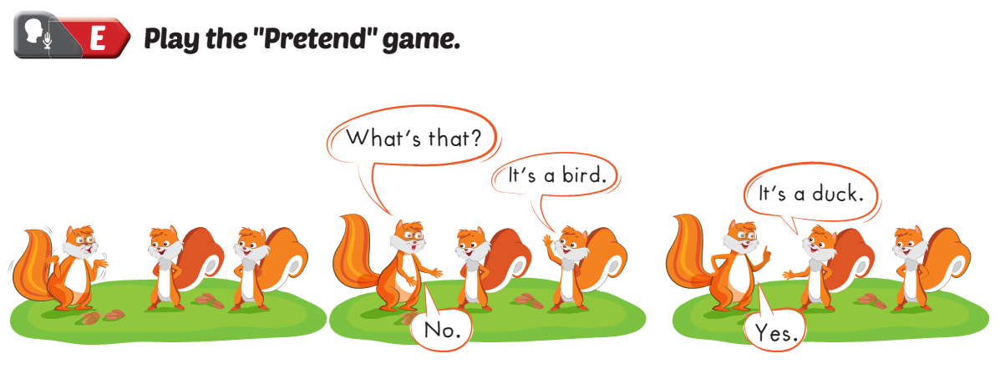 E Play the "Pretend" game.
What's that?
It's a bird.
No.
It's a duck.
Yes.